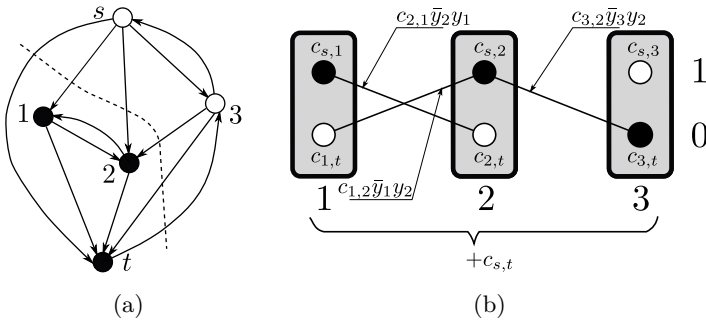 s
1
2
3
t
(a)
c_{2,1}ȳ_2y_1
c_{3,2}ȳ_3y_2
c_{s,1}
c_{s,2}
c_{s,3}
1
0
c_{1,t}
c_{2,t}
c_{3,t}
1
c_{1,2}ȳ_1y_2
2
3
+c_{s,t}
(b)